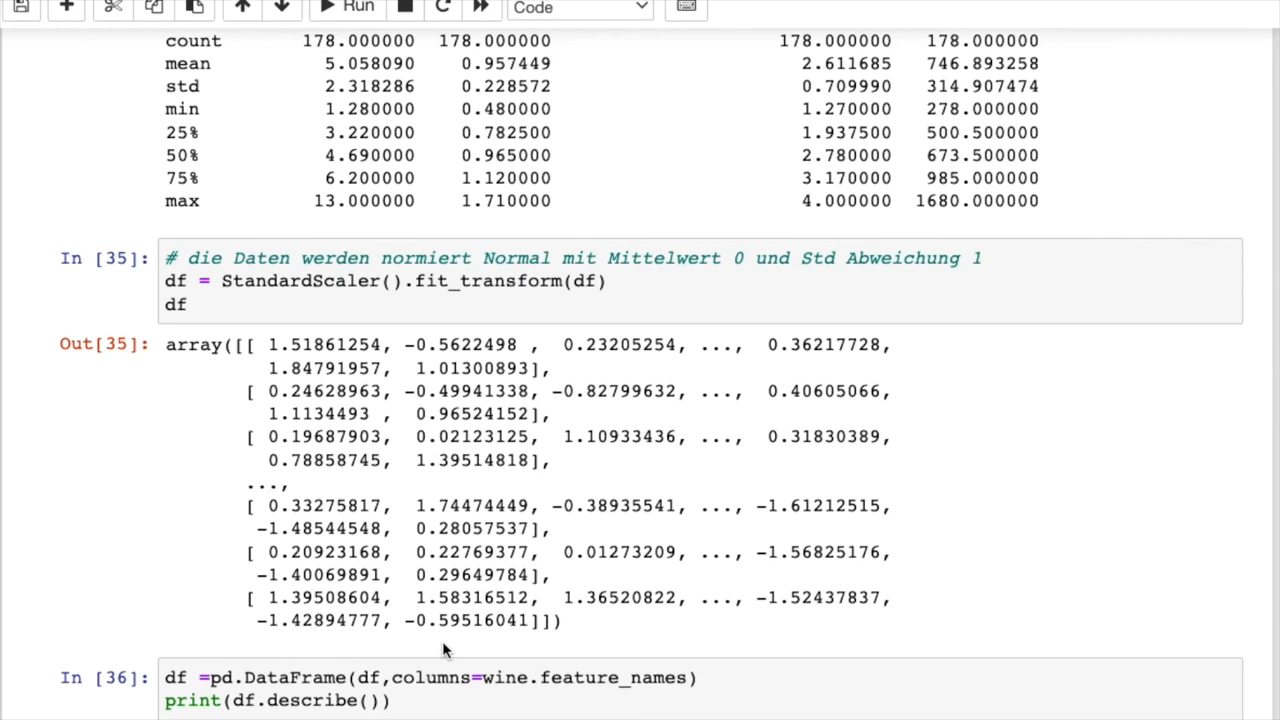 Run Code
count 178.000000 178.000000 178.000000 178.000000
mean 5.058090 0.957449 2.611685 746.893258
std 2.318286 0.228572 0.709990 314.907474
min 1.280000 0.480000 1.270000 278.000000
25% 3.220000 0.782500 1.937500 500.500000
50% 4.690000 0.965000 2.780000 673.500000
75% 6.200000 1.120000 3.170000 985.000000
max 13.000000 1.710000 4.000000 1680.000000
In [35]: # die Daten werden normiert Normal mit Mittelwert 0 und Std Abweichung 1
df = StandardScaler().fit_transform(df)
df
Out[35]: array([[ 1.51861254, -0.5622498 , 0.23205254, ..., 0.36217728,
1.84791957, 1.01300893],
[ 0.24628963, -0.49941338, -0.82799632, ..., 0.40605066,
1.1134493 , 0.96524152],
[ 0.19687903, 0.02123125, 1.10933436, ..., 0.31830389,
0.78858745, 1.39514818],
...,
[ 0.33275817, 1.74474449, -0.38935541, ..., -1.61212515,
-1.48544548, 0.28057537],
[ 0.20923168, 0.22769377, 0.01273209, ..., -1.56825176,
-1.40069891, 0.29649784],
[ 1.39508604, 1.58316512, 1.36520822, ..., -1.52437837,
-1.42894777, -0.59516041]])
In [36]: df =pd.DataFrame(df,columns=wine.feature_names)
print(df.describe())